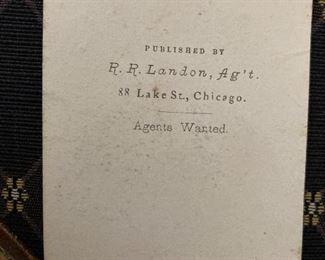 PUBLISHED BY
R. R. Landon, Ag't.
88 Lake St., Chicago.
Agents Wanted.